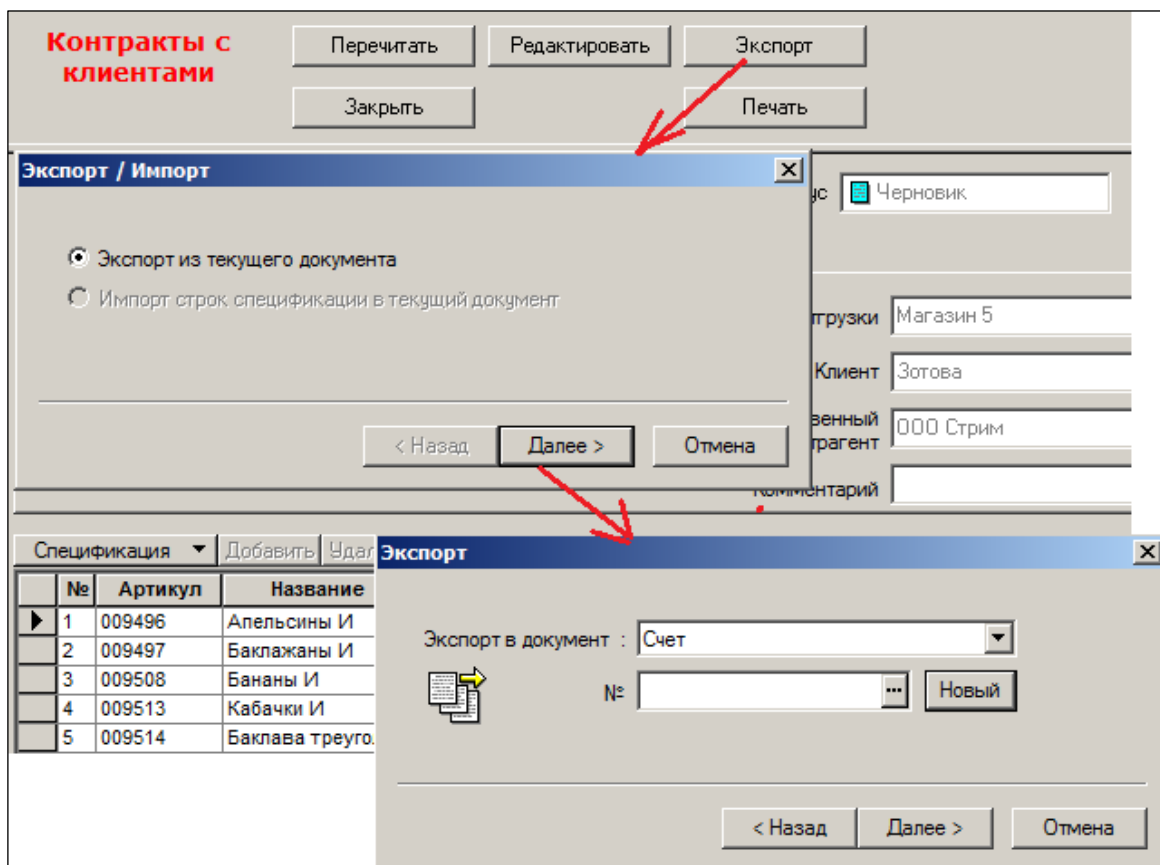 Контракты с
клиентами
Перечитать
Редактировать
Экспорт
Закрыть
Печать
Экспорт / Импорт
Черновик
Экспорт из текущего документа
Импорт строк спецификации в текущий документ
Магазин 5
Клиент
Зотова
ООО Стрим
Комментарий
< Назад
Далее >
Отмена
Спецификация
Добавить
№ Артикул Название
1 009496 Апельсины И
2 009497 Баклажаны И
3 009508 Бананы И
4 009513 Кабачки И
5 009514 Баклава треуго
Экспорт
Экспорт в документ : Счет
№ ... Новый
< Назад
Далее >
Отмена